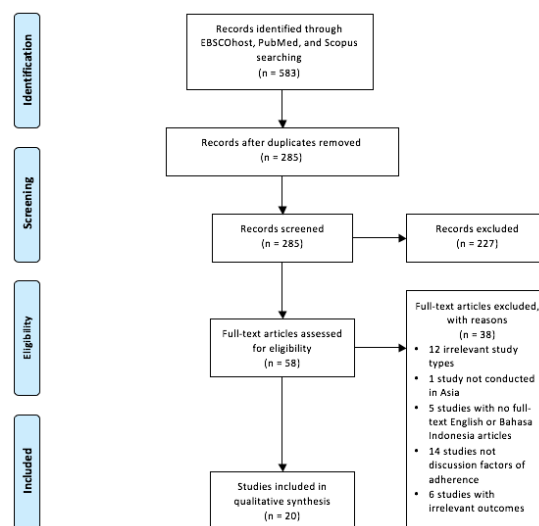 Identification
Records identified through
EBSCOhost, PubMed, and Scopus
searching
(n = 583)
Records after duplicates removed
(n = 285)
Screening
Records screened
(n = 285)
Records excluded
(n = 227)
Eligibility
Full-text articles assessed
for eligibility
(n = 58)
Full-text articles excluded,
with reasons
(n = 38)
• 12 irrelevant study
types
• 1 study not conducted
in Asia
• 5 studies with no full-
text English or Bahasa
Indonesia articles
• 14 studies not
discussion factors of
adherence
• 6 studies with
irrelevant outcomes
Included
Studies included in
qualitative synthesis
(n = 20)